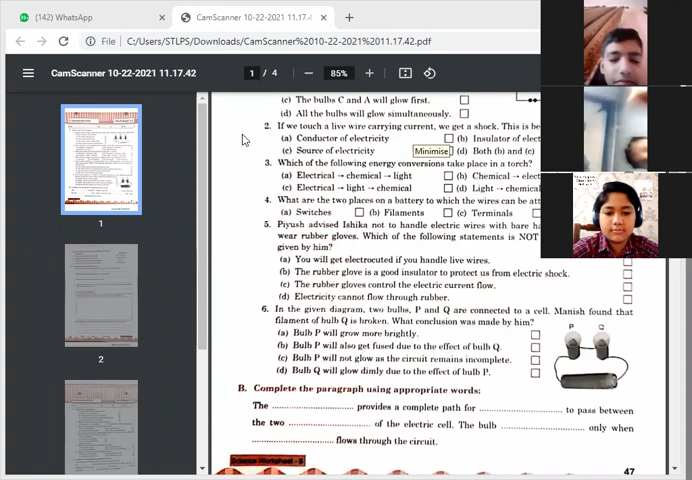 (142) WhatsApp
CamScanner 10-22-2021 11.17.4
File
C:/Users/STLPS/Downloads/CamScanner%2010-22-2021%2011.17.42.pdf
CamScanner 10-22-2021 11.17.42
1 / 4
85%
1
2
(c) The bulbs C and A will glow first.
(d) All the bulbs will glow simultaneously.
2. If we touch a live wire carrying current, we get a shock. This is be
(a) Conductor of electricity
(b) Insulator of elect
(c) Source of electricity
Minimise
(d) Both (b) and (c)
3. Which of the following energy conversions take place in a torch?
(a) Electrical → chemical → light
(b) Chemical → elect
(c) Electrical → light → chemical
(d) Light → chemical
4. What are the two places on a battery to which the wires can be att
(a) Switches
(b) Filaments
(c) Terminals
5. Piyush advised Ishika not to handle electric wires with bare ha
wear rubber gloves. Which of the following statements is NOT
given by him?
(a) You will get electrocuted if you handle live wires.
(b) The rubber glove is a good insulator to protect us from electric shock.
(c) The rubber gloves control the electric current flow.
(d) Electricity cannot flow through rubber.
6. In the given diagram, two bulbs, P and Q are connected to a cell. Manish found that
filament of bulb Q is broken. What conclusion was made by him?
(a) Bulb P will grow more brightly.
(b) Bulb P will also get fused due to the effect of bulb Q.
(c) Bulb P will not glow as the circuit remains incomplete.
(d) Bulb Q will glow dimly due to the effect of bulb P.
P Q
B. Complete the paragraph using appropriate words:
The ............................ provides a complete path for ............................ to pass between
the two ............................ of the electric cell. The bulb ............................ only when
............................ flows through the circuit.
Science Worksheet - 5
47